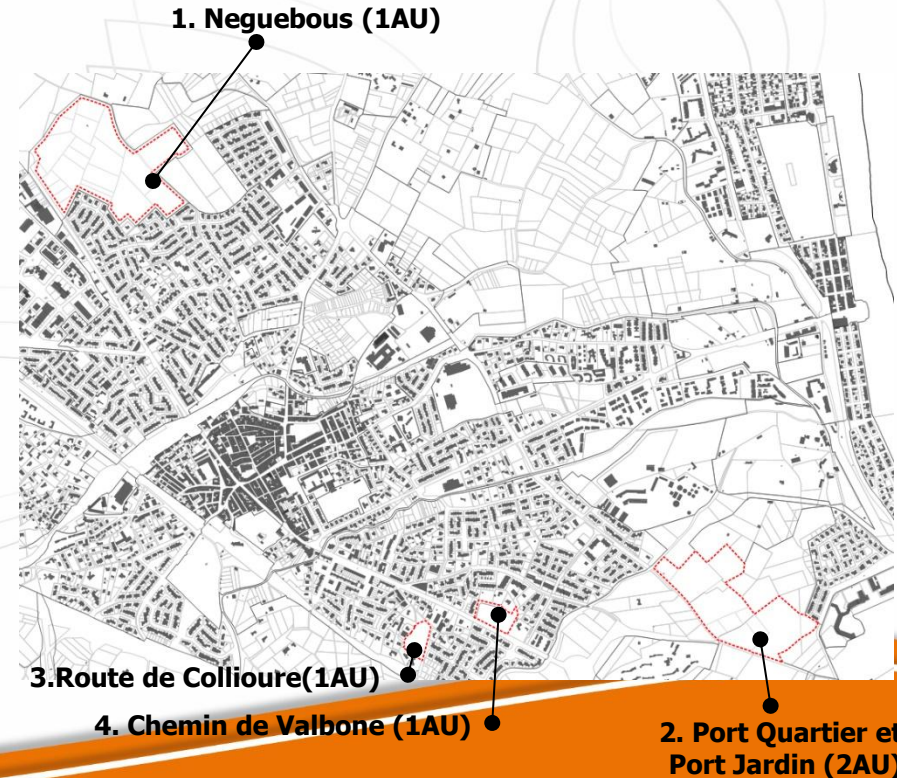 1. Neguebous (1AU)
3.Route de Collioure(1AU)
4. Chemin de Valbone (1AU)
2. Port Quartier et
Port Jardin (2AU)